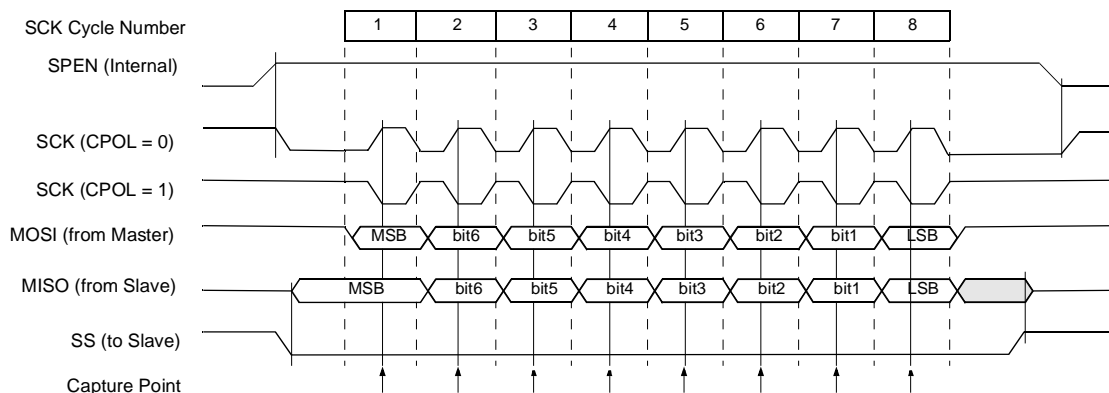 SCK Cycle Number 1 2 3 4 5 6 7 8
SPEN (Internal)
SCK (CPOL = 0)
SCK (CPOL = 1)
MOSI (from Master) MSB bit6 bit5 bit4 bit3 bit2 bit1 LSB
MISO (from Slave) MSB bit6 bit5 bit4 bit3 bit2 bit1 LSB
SS (to Slave)
Capture Point